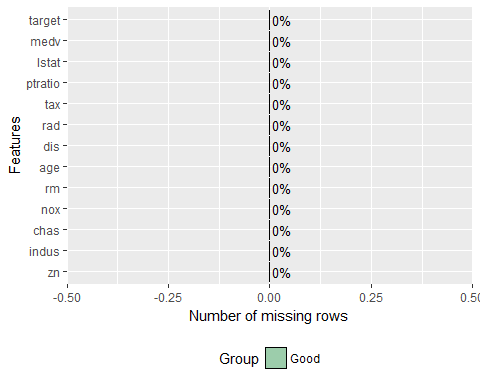 target 0%
medv 0%
lstat 0%
ptratio 0%
tax 0%
rad 0%
dis 0%
age 0%
rm 0%
nox 0%
chas 0%
indus 0%
zn 0%
Features
-0.50 -0.25 0.00 0.25 0.50
Number of missing rows
Group Good